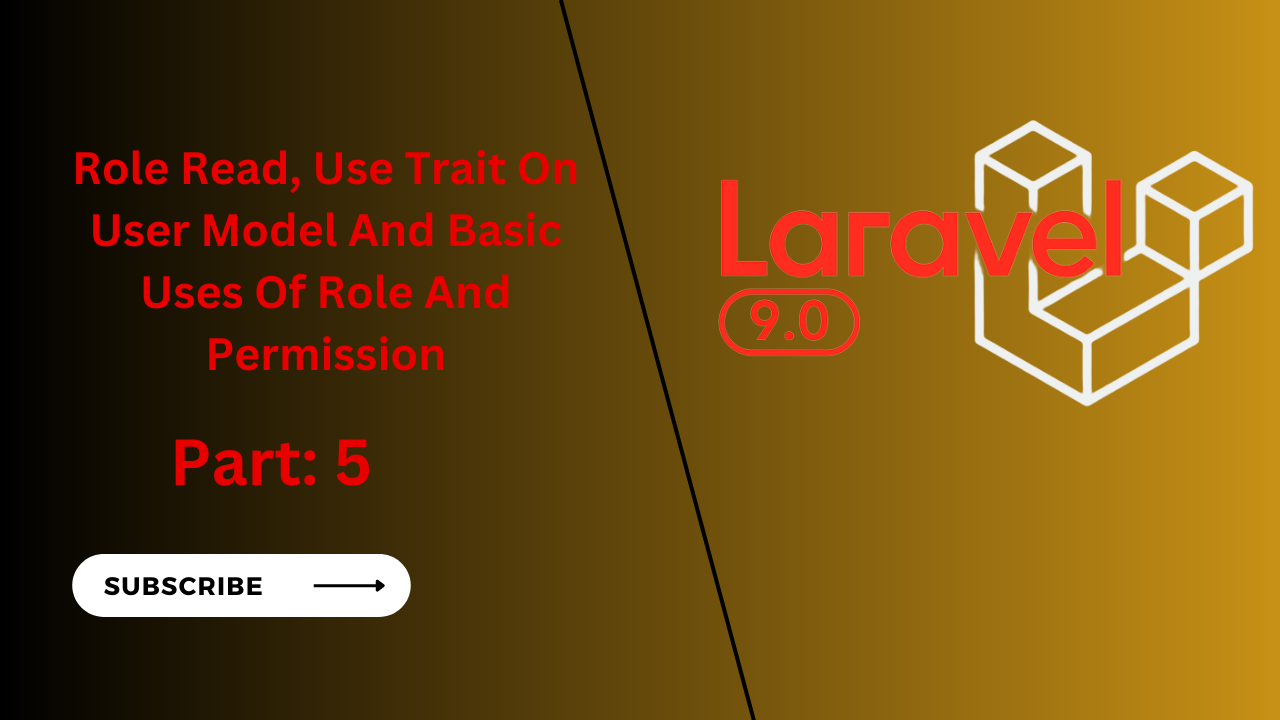 Role Read, Use Trait On
User Model And Basic
Uses Of Role And
Permission
Part: 5
SUBSCRIBE
Laravel
9.0